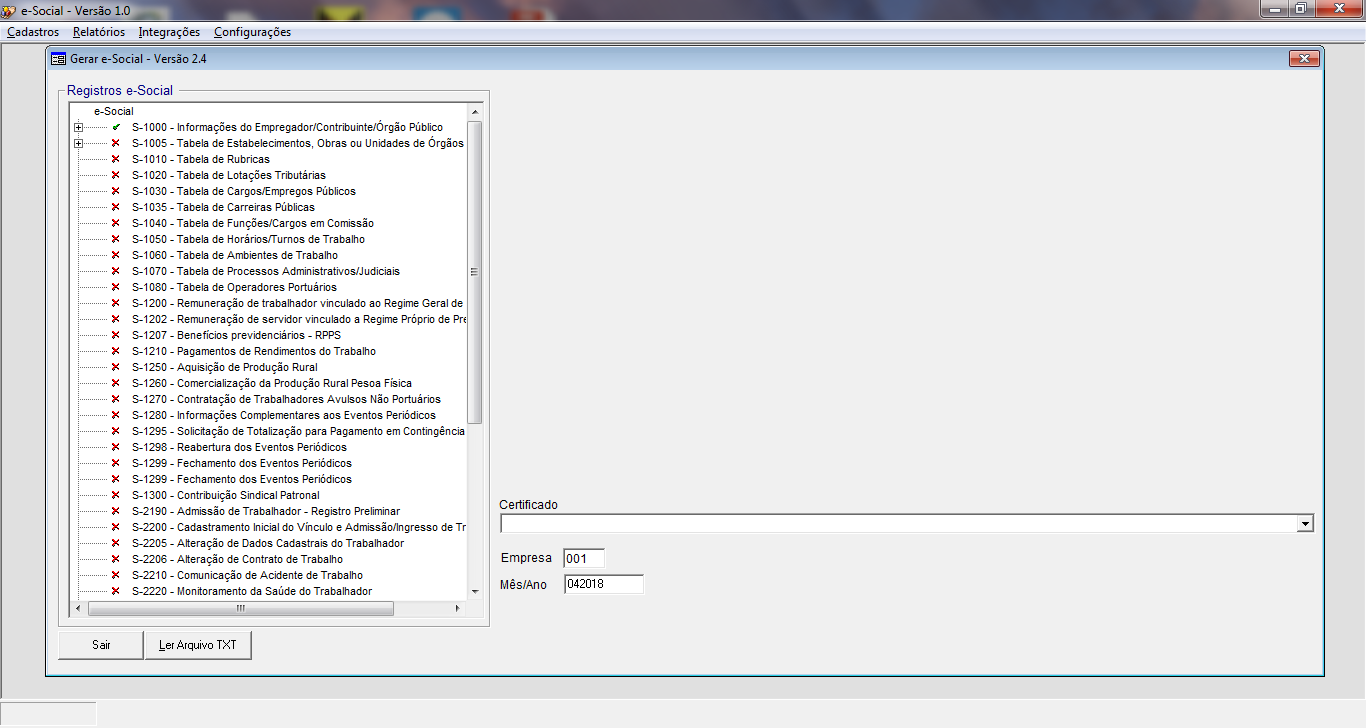 e-Social - Versão 1.0
Cadastros Relatórios Integrações Configurações
Gerar e-Social - Versão 2.4
Registros e-Social
e-Social
S-1000 - Informações do Empregador/Contribuinte/Órgão Público
S-1005 - Tabela de Estabelecimentos, Obras ou Unidades de Órgãos
S-1010 - Tabela de Rubricas
S-1020 - Tabela de Lotações Tributárias
S-1030 - Tabela de Cargos/Empregos Públicos
S-1035 - Tabela de Carreiras Públicas
S-1040 - Tabela de Funções/Cargos em Comissão
S-1050 - Tabela de Horários/Turnos de Trabalho
S-1060 - Tabela de Ambientes de Trabalho
S-1070 - Tabela de Processos Administrativos/Judiciais
S-1080 - Tabela de Operadores Portuários
S-1200 - Remuneração de trabalhador vinculado ao Regime Geral de
S-1202 - Remuneração de servidor vinculado a Regime Próprio de Pre
S-1207 - Benefícios previdenciários - RPPS
S-1210 - Pagamentos de Rendimentos do Trabalho
S-1250 - Aquisição de Produção Rural
S-1260 - Comercialização da Produção Rural Pesoa Física
S-1270 - Contratação de Trabalhadores Avulsos Não Portuários
S-1280 - Informações Complementares aos Eventos Periódicos
S-1295 - Solicitação de Totalização para Pagamento em Contingência
S-1298 - Reabertura dos Eventos Periódicos
S-1299 - Fechamento dos Eventos Periódicos
S-1299 - Fechamento dos Eventos Periódicos
S-1300 - Contribuição Sindical Patronal
S-2190 - Admissão de Trabalhador - Registro Preliminar
S-2200 - Cadastramento Inicial do Vínculo e Admissão/Ingresso de Tr
S-2205 - Alteração de Dados Cadastrais do Trabalhador
S-2206 - Alteração de Contrato de Trabalho
S-2210 - Comunicação de Acidente de Trabalho
S-2220 - Monitoramento da Saúde do Trabalhador
Certificado
Empresa 001
Mês/Ano 042018
Sair Ler Arquivo TXT